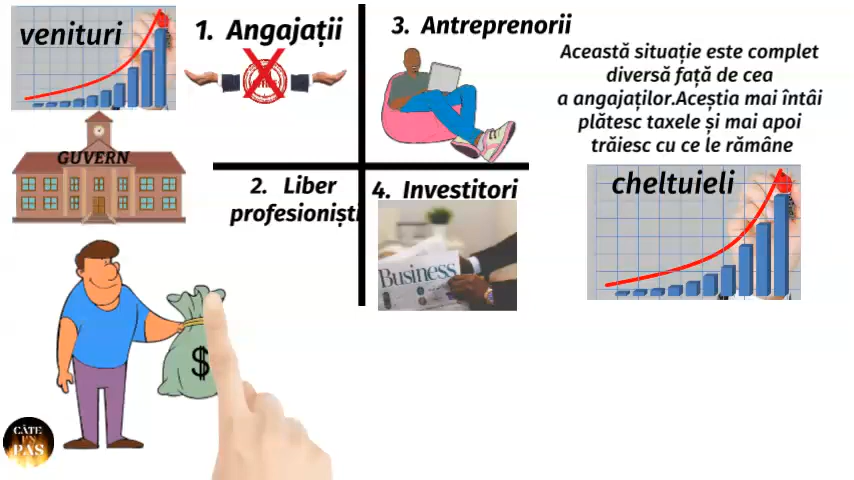 venituri
1. Angajații
3. Antreprenorii
Această situație este complet
diversă față de cea
a angajaților.Aceștia mai întâi
plătesc taxele și mai apoi
trăiesc cu ce le rămâne
GUVERN
2. Liber
profesioniști
4. Investitori
cheltuieli
Business
$
CÂTE
UN
PAS